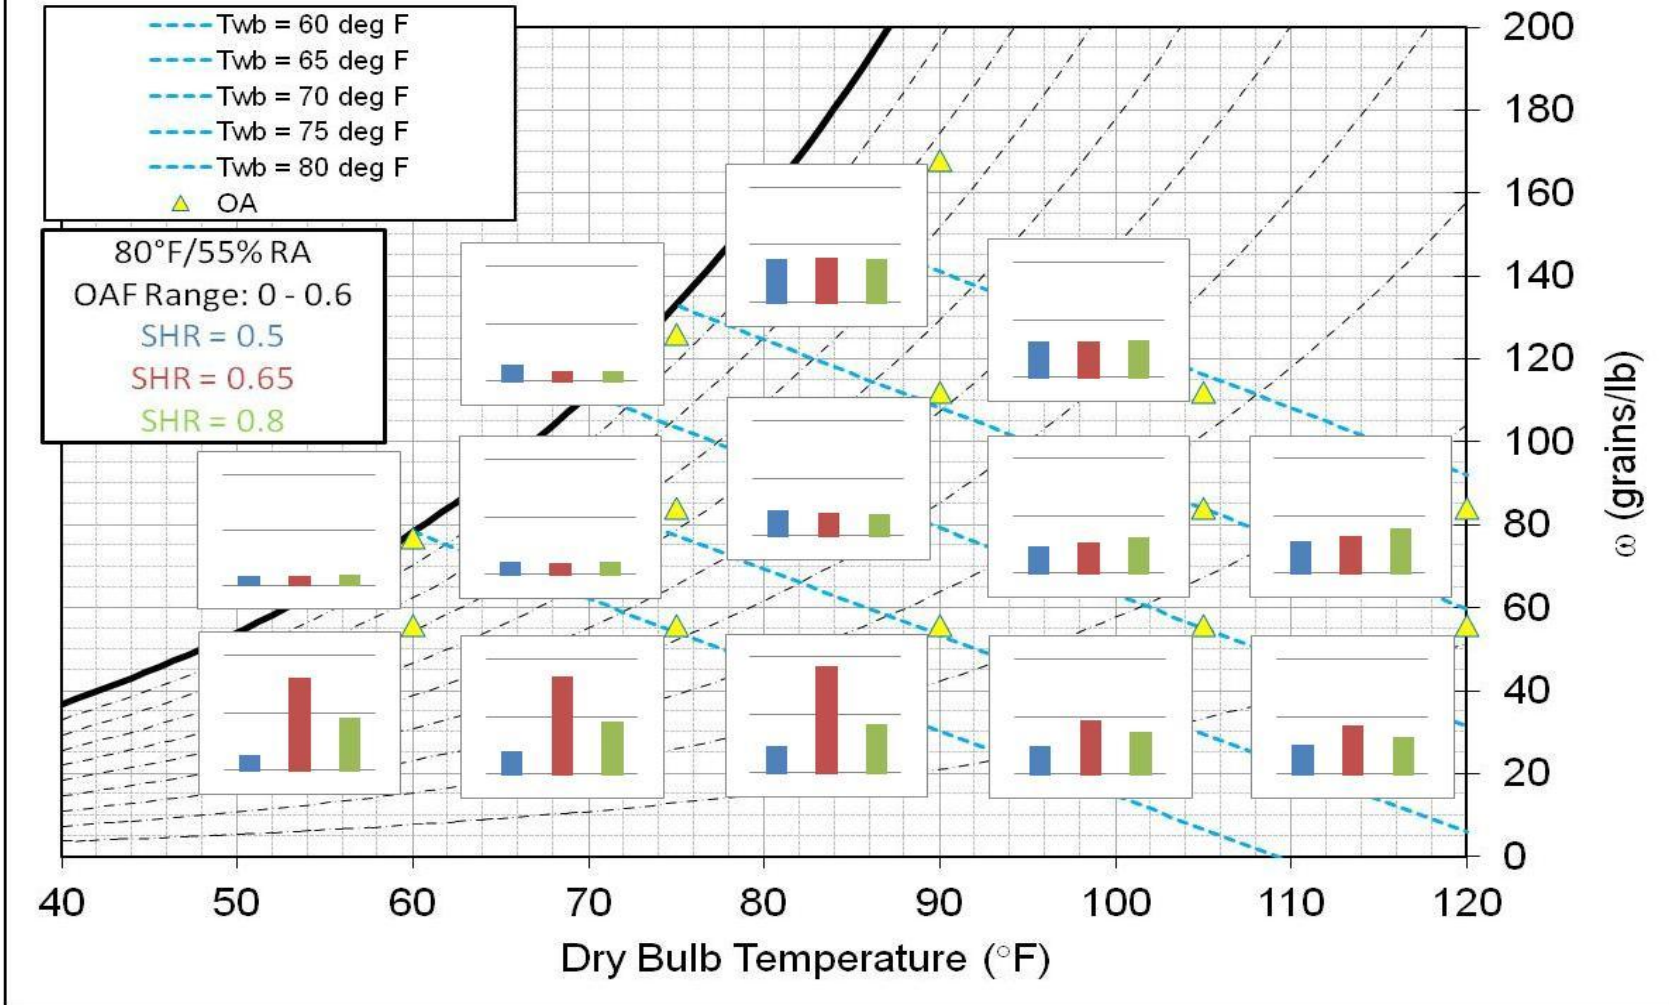 Twb = 60 deg F
Twb = 65 deg F
Twb = 70 deg F
Twb = 75 deg F
Twb = 80 deg F
OA
80°F/55% RA
OAF Range: 0 - 0.6
SHR = 0.5
SHR = 0.65
SHR = 0.8
200
180
160
140
120
100
80
60
40
20
0
ω (grains/lb)
40 50 60 70 80 90 100 110 120
Dry Bulb Temperature (°F)